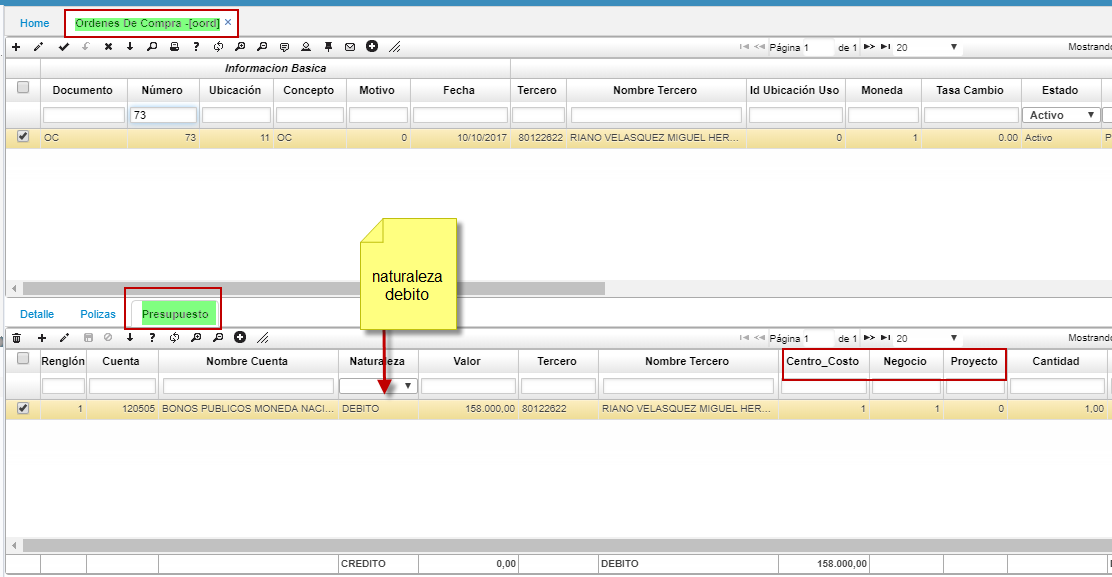 Home
Ordenes De Compra -[oord] ×
Página 1 de 1 20 Mostrando
Informacion Basica
Documento Número Ubicación Concepto Motivo Fecha Tercero Nombre Tercero Id Ubicación Uso Moneda Tasa Cambio Estado
73 Activo
OC 73 11 OC 0 10/10/2017 80122622 RIANO VELASQUEZ MIGUEL HER... 0 1 0.00 Activo P
naturaleza
debito
Detalle Polizas Presupuesto
Página 1 de 1 20 Mostrando
Renglón Cuenta Nombre Cuenta Naturaleza Valor Tercero Nombre Tercero Centro_Costo Negocio Proyecto Cantidad
1 120505 BONOS PUBLICOS MONEDA NACI... DEBITO 158.000,00 80122622 RIANO VELASQUEZ MIGUEL HER... 1 1 0 1,00
CREDITO 0,00 DEBITO 158.000,00